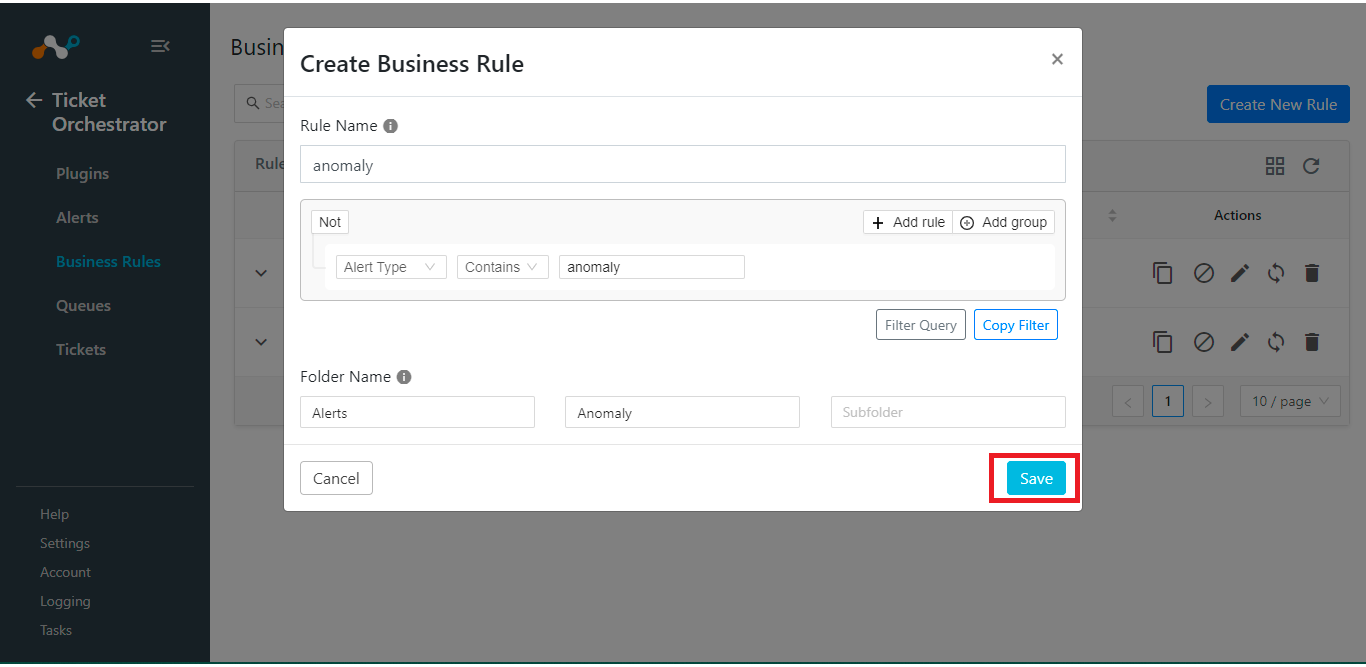 Ticket
Orchestrator
Plugins
Alerts
Business Rules
Queues
Tickets
Help
Settings
Account
Logging
Tasks
Busin
Sea
Create New Rule
Rule
Actions
1
10 / page
Create Business Rule
Rule Name
anomaly
Not
Add rule
Add group
Alert Type
Contains
anomaly
Filter Query
Copy Filter
Folder Name
Alerts
Anomaly
Subfolder
Cancel
Save